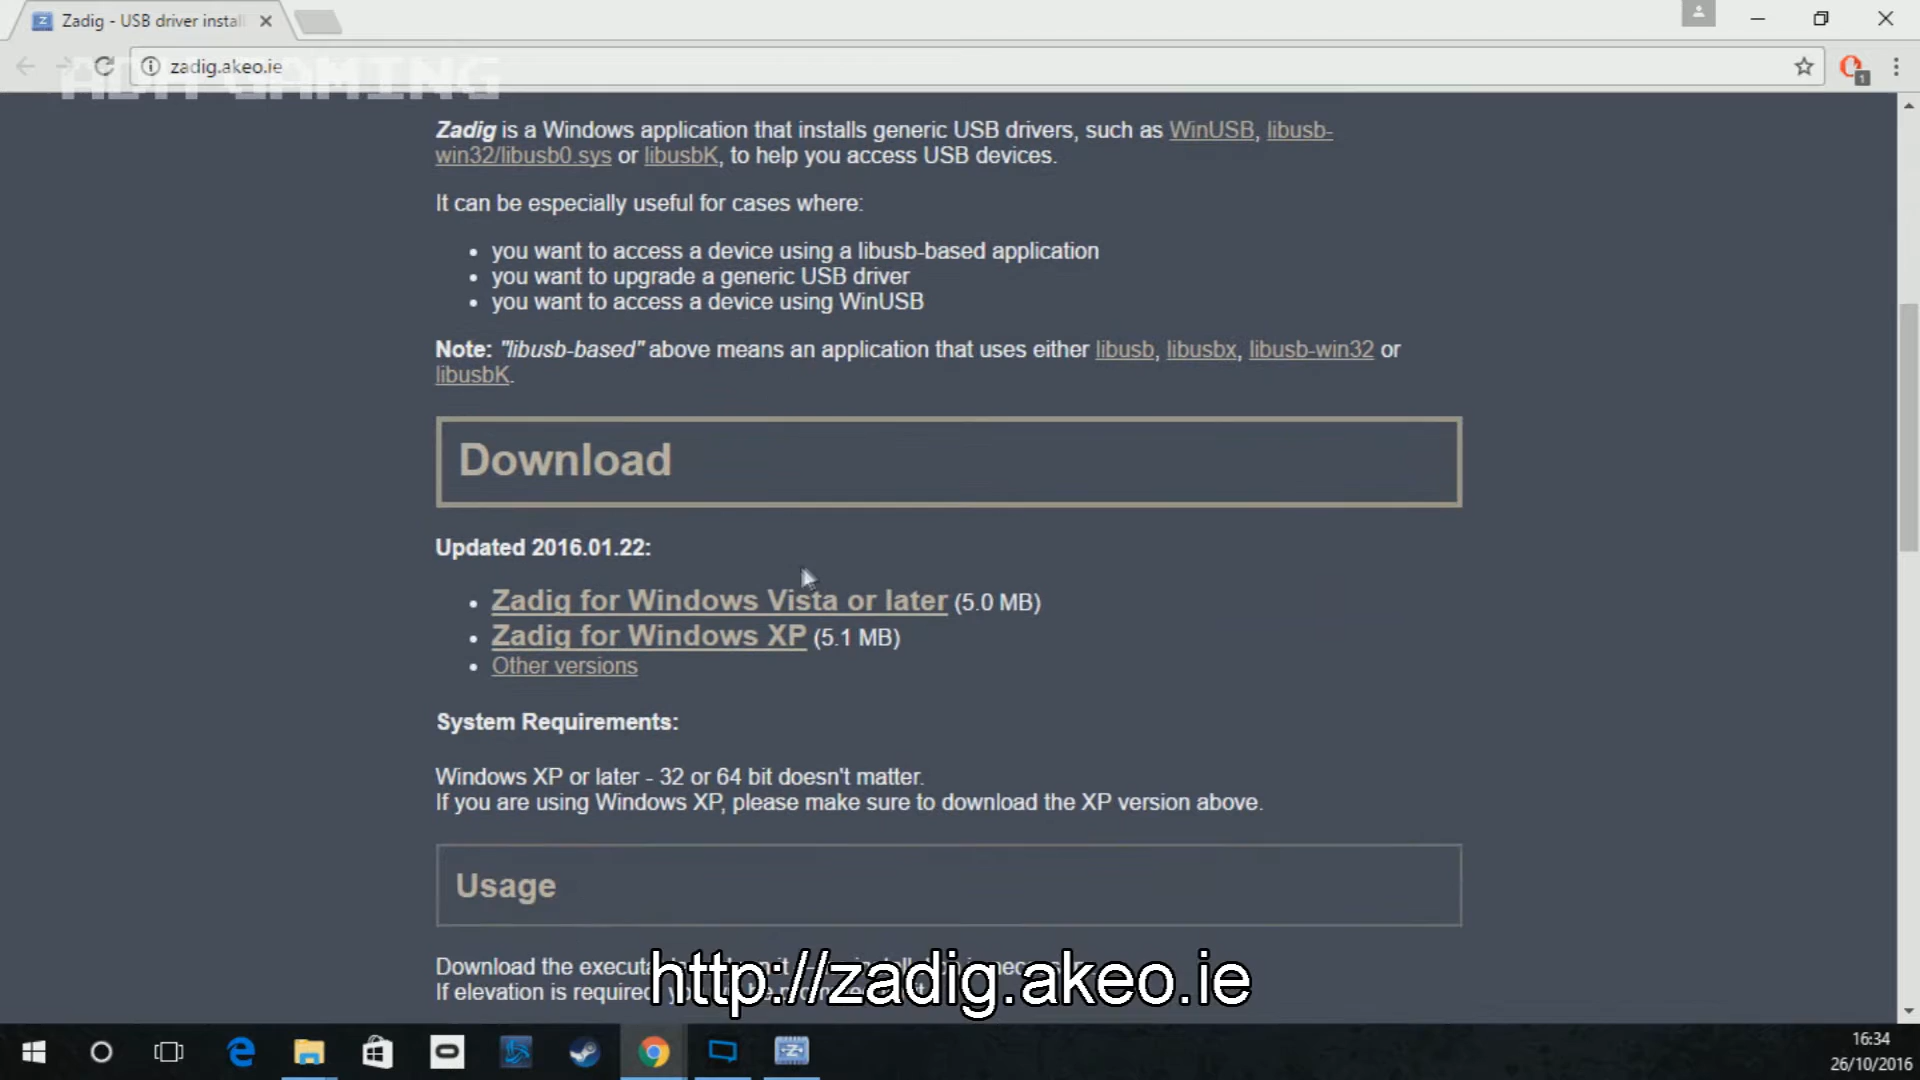 Zadig - USB driver instal
zadig.akeo.ie
1
ADH GAMING
Zadig is a Windows application that installs generic USB drivers, such as WinUSB, libusb-
win32/libusb0.sys or libusbK, to help you access USB devices.
It can be especially useful for cases where:
• you want to access a device using a libusb-based application
• you want to upgrade a generic USB driver
• you want to access a device using WinUSB
Note: "libusb-based" above means an application that uses either libusb, libusbx, libusb-win32 or
libusbK.
Download
Updated 2016.01.22:
• Zadig for Windows Vista or later (5.0 MB)
• Zadig for Windows XP (5.1 MB)
• Other versions
System Requirements:
Windows XP or later - 32 or 64 bit doesn't matter.
If you are using Windows XP, please make sure to download the XP version above.
Usage
Download the
If elevation is
http://zadig.akeo.ie
16:34
26/10/2016